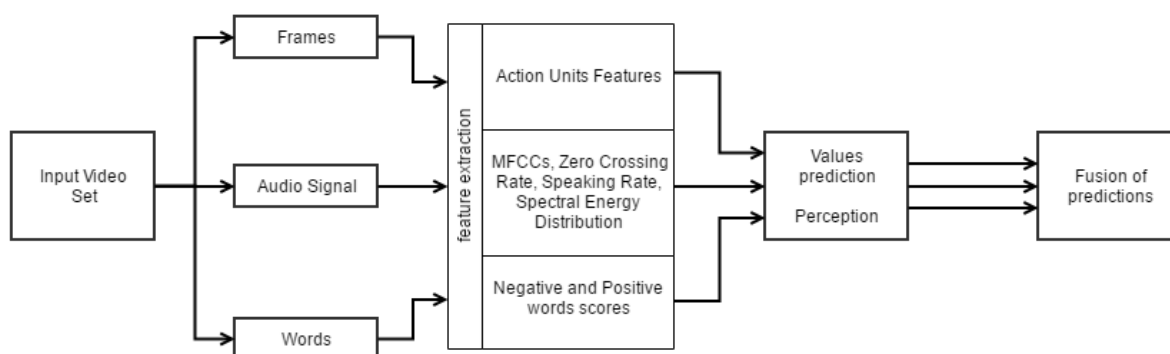 Input Video
Set
Frames
Audio Signal
Words
feature extraction
Action Units Features
MFCCs, Zero Crossing
Rate, Speaking Rate,
Spectral Energy
Distribution
Negative and Positive
words scores
Values
prediction
Perception
Fusion of
predictions